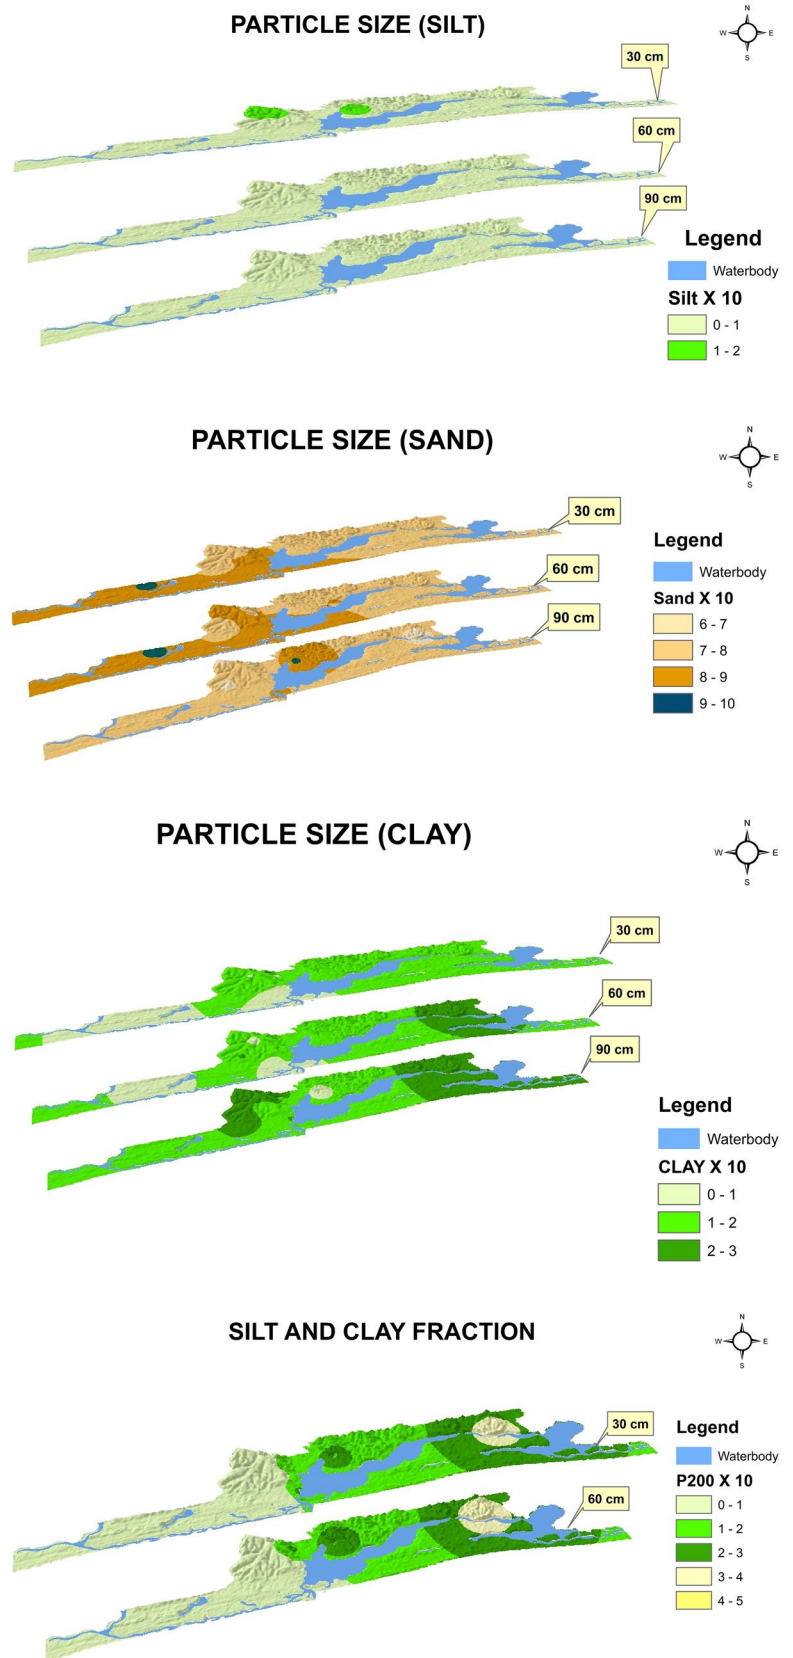 PARTICLE SIZE (SILT)
N
W E
S
30 cm
60 cm
90 cm
Legend
Waterbody
Silt X 10
0 - 1
1 - 2
PARTICLE SIZE (SAND)
N
W E
S
30 cm
60 cm
90 cm
Legend
Waterbody
Sand X 10
6 - 7
7 - 8
8 - 9
9 - 10
PARTICLE SIZE (CLAY)
N
W E
S
30 cm
60 cm
90 cm
Legend
Waterbody
CLAY X 10
0 - 1
1 - 2
2 - 3
SILT AND CLAY FRACTION
N
W E
S
30 cm
60 cm
Legend
Waterbody
P200 X 10
0 - 1
1 - 2
2 - 3
3 - 4
4 - 5